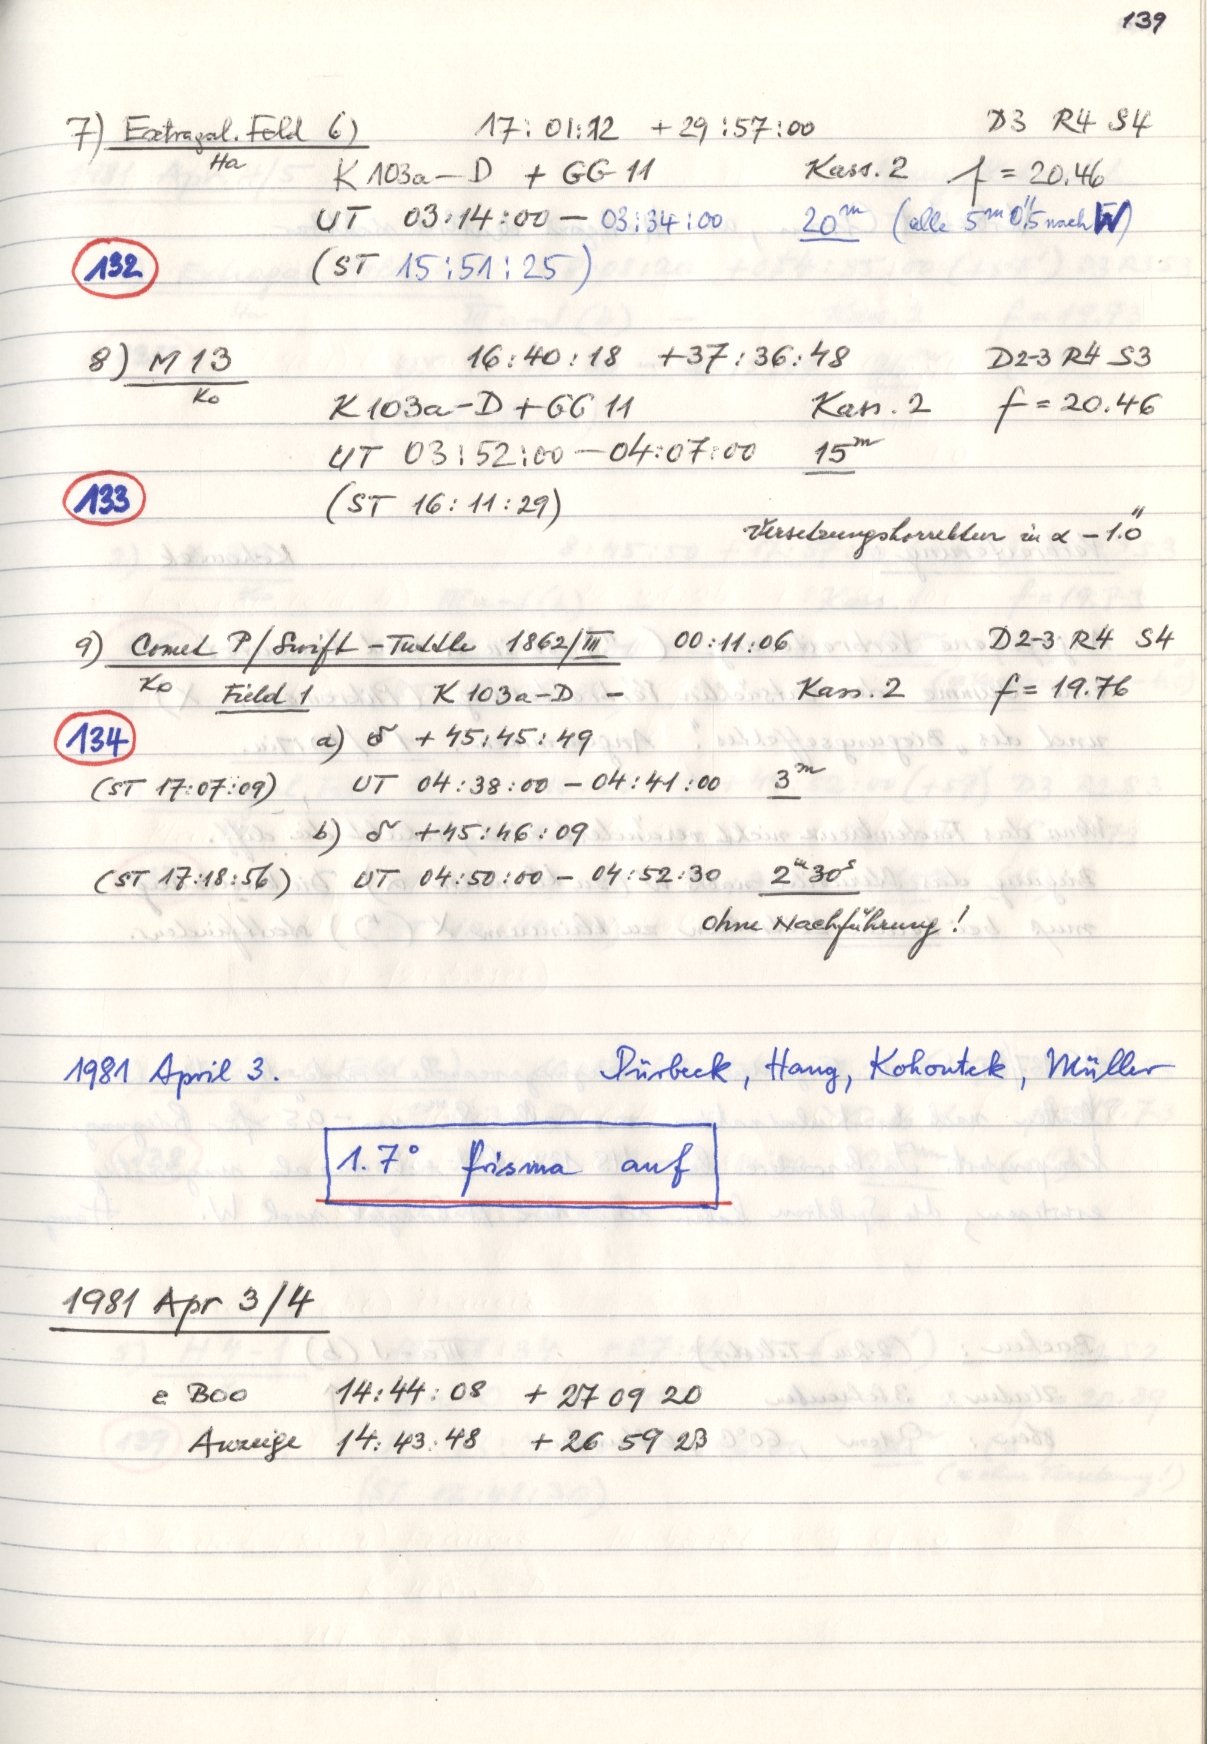 139
7) Extragal. Feld 6) 17:01:12 +29:57:00 D3 R4 S4
Ha K 103a-D + GG 11 Kass. 2 f = 20.46
UT 03:14:00 – 03:34:00 20ᵐ (alle 5ᵐ 0".5 nach W)
132 (ST 15:51:25)
8) M 13 16:40:18 +37:36:48 D2-3 R4 S3
Ko K 103a-D + GG 11 Kass. 2 f = 20.46
UT 03:52:00 – 04:07:00 15ᵐ
133 (ST 16:11:29)
Versetzungskorrektur in α – 1.0"
9) Comet P/Swift-Tuttle 1862/III 00:11:06 D2-3 R4 S4
Ko Field 1 K 103a-D – Kass. 2 f = 19.76
134 a) δ +45:45:49
(ST 17:07:09) UT 04:38:00 – 04:41:00 3ᵐ
b) δ +45:46:09
(ST 17:18:56) UT 04:50:00 – 04:52:30 2ᵐ30ˢ
ohne Nachführung!
1981 April 3. Dürbeck, Haug, Kohoutek, Müller
1.7° Prisma auf
1981 Apr 3/4
ε Boo 14:44:08 + 27 09 20
Anzeige 14:43:48 + 26 59 23